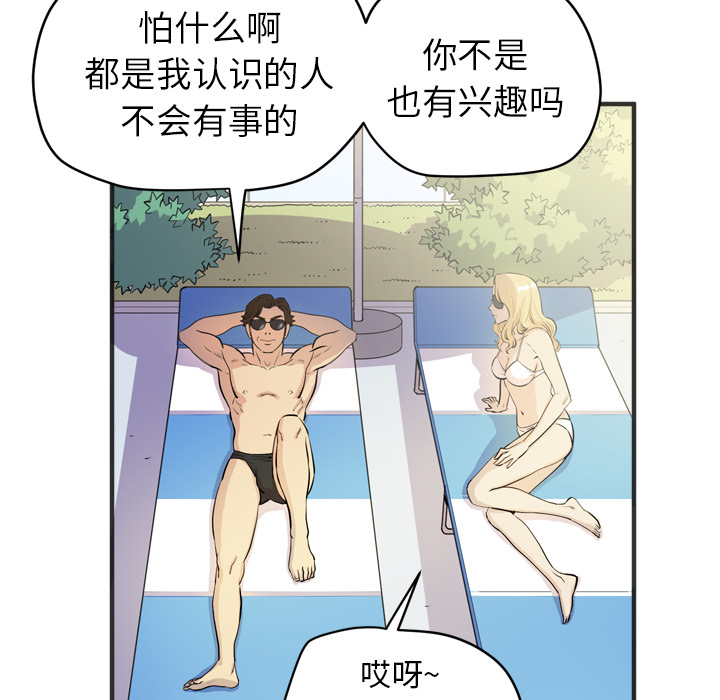 怕什么啊
都是我认识的人
不会有事的
你不是
也有兴趣吗
哎呀~